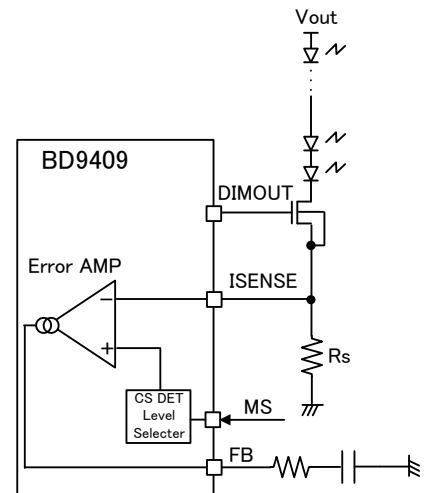 Vout
BD9409
DIMOUT
Error AMP
ISENSE
−
+
Rs
CS DET
Level
Selecter
MS
FB